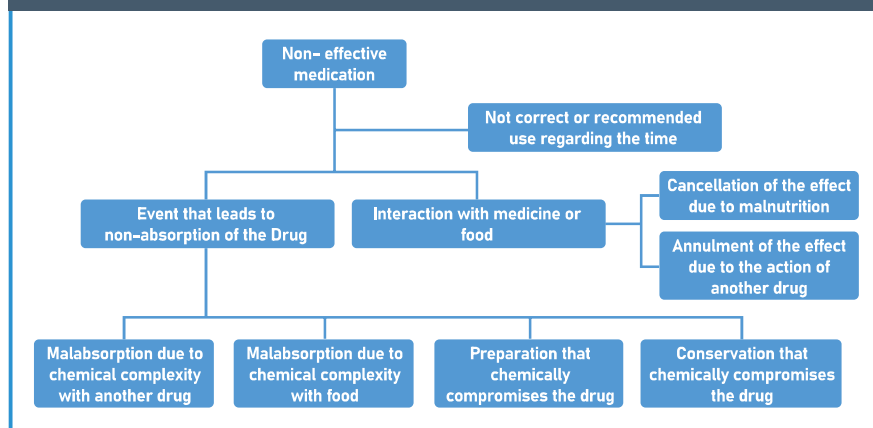 Non- effective
medication
Not correct or recommended
use regarding the time
Event that leads to
non-absorption of the Drug
Interaction with medicine or
food
Cancellation of the effect
due to malnutrition
Annulment of the effect
due to the action of
another drug
Malabsorption due to
chemical complexity
with another drug
Malabsorption due to
chemical complexity
with food
Preparation that
chemically
compromises the drug
Conservation that
chemically compromises
the drug